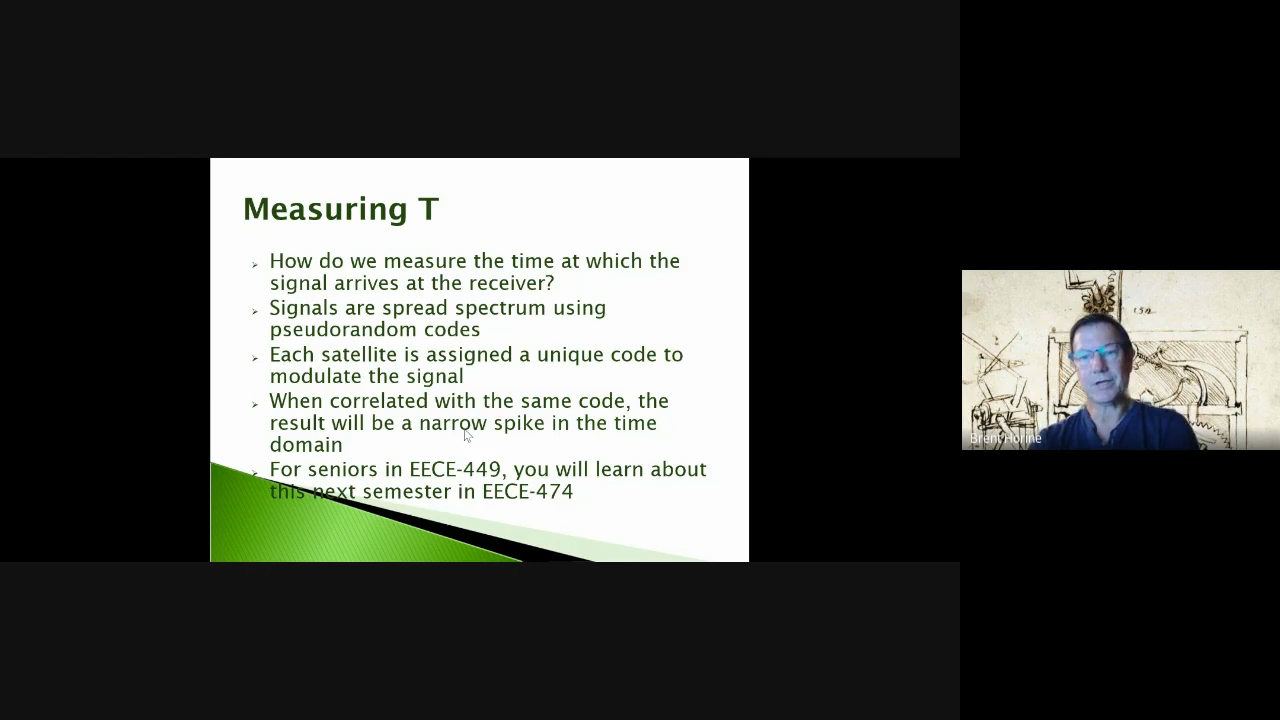 Measuring T
How do we measure the time at which the
signal arrives at the receiver?
Signals are spread spectrum using
pseudorandom codes
Each satellite is assigned a unique code to
modulate the signal
When correlated with the same code, the
result will be a narrow spike in the time
domain
For seniors in EECE-449, you will learn about
this next semester in EECE-474
Brent Horine